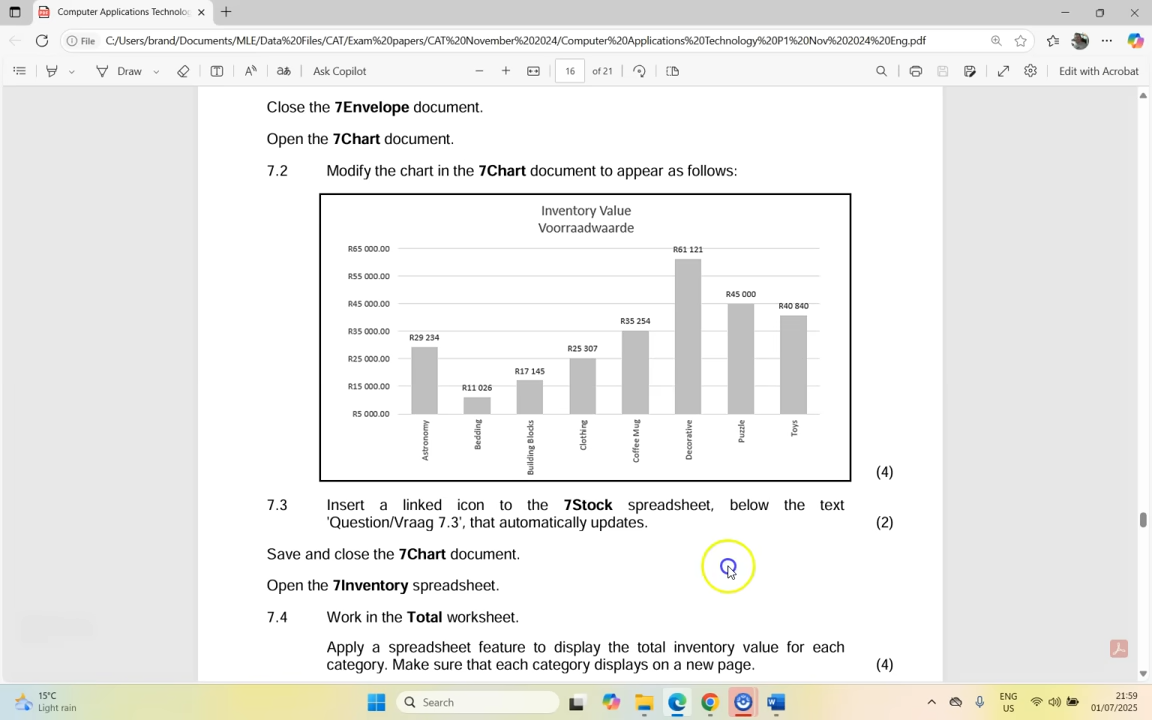 Computer Applications Technolo
File
C:/Users/brand/Documents/MLE/Data%20Files/CAT/Exam%20papers/CAT%20November%202024/Computer%20Applications%20Technology%20P1%20Nov%202024%20Eng.pdf
Draw
Ask Copilot
16 of 21
Edit with Acrobat
Close the 7Envelope document.
Open the 7Chart document.
7.2 Modify the chart in the 7Chart document to appear as follows:
Inventory Value
Voorraadwaarde
R65 000.00
R55 000.00
R45 000.00
R35 000.00
R25 000.00
R15 000.00
R5 000.00
R29 234
R11 026
R17 145
R25 307
R35 254
R61 121
R45 000
R40 840
Astronomy
Bedding
Building Blocks
Clothing
Coffee Mug
Decorative
Puzzle
Toys
(4)
7.3 Insert a linked icon to the 7Stock spreadsheet, below the text
'Question/Vraag 7.3', that automatically updates. (2)
Save and close the 7Chart document.
Open the 7Inventory spreadsheet.
7.4 Work in the Total worksheet.
Apply a spreadsheet feature to display the total inventory value for each
category. Make sure that each category displays on a new page. (4)
15°C
Light rain
Search
ENG
US
21:59
01/07/2025